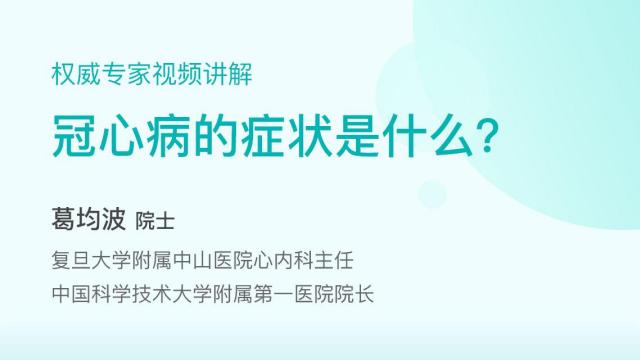 权威专家视频讲解
冠心病的症状是什么?
葛均波 院士
复旦大学附属中山医院心内科主任
中国科学技术大学附属第一医院院长